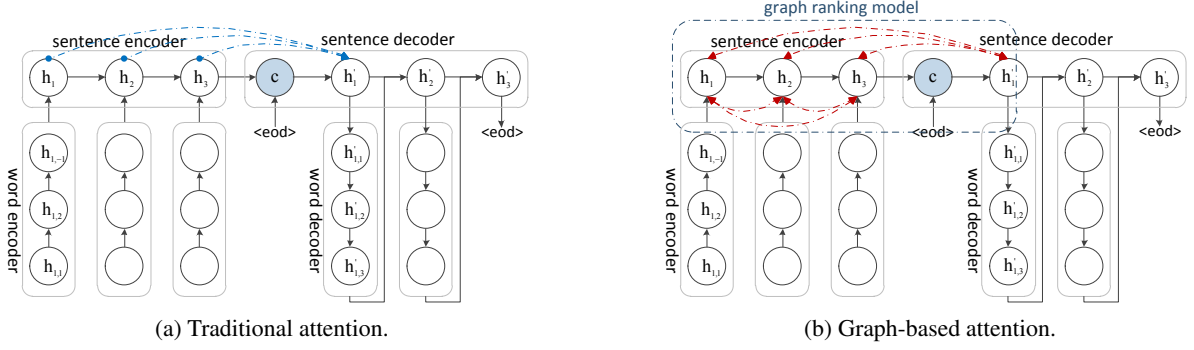 graph ranking model
sentence encoder
sentence decoder
h₁ h₂ h₃ c h'₁ h'₂ h'₃
<eod>
<eod>
word encoder
h₁,₋₁
h₁,₂
h₁,₁
word decoder
h'₁,₁
h'₁,₂
h'₁,₃
(a) Traditional attention.
sentence encoder
sentence decoder
h₁ h₂ h₃ c h'₁ h'₂ h'₃
<eod>
<eod>
word encoder
h₁,₋₁
h₁,₂
h₁,₁
word decoder
h'₁,₁
h'₁,₂
h'₁,₃
(b) Graph-based attention.